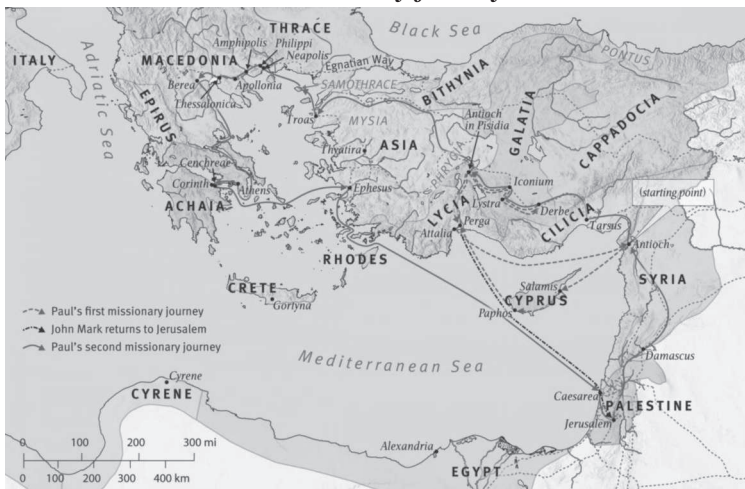 Black Sea
THRACE
Amphipolis
Philippi
Neapolis
ITALY
MACEDONIA
Adriatic Sea
Egnatian Way
PONTUS
Berea
Apollonia
SAMOTHRACE
BITHYNIA
Thessalonica
EPIRUS
Troas
MYSIA
Antioch
in Pisidia
GALATIA
CAPPADOCIA
Thyatira
ASIA
S. PHRYGIA
Cenchreae
Corinth
Athens
Ephesus
Iconium
(starting point)
ACHAIA
Lystra
Derbe
LYCIA
Perga
CILICIA
Tarsus
Attalia
Antioch
RHODES
SYRIA
CRETE
Salamis
CYPRUS
Gortyna
Paphos
Paul's first missionary journey
John Mark returns to Jerusalem
Paul's second missionary journey
Mediterranean Sea
Damascus
Cyrene
CYRENE
Caesarea
PALESTINE
Jerusalem
0 100 200 300 mi
0 100 200 300 400 km
Alexandria
EGYPT